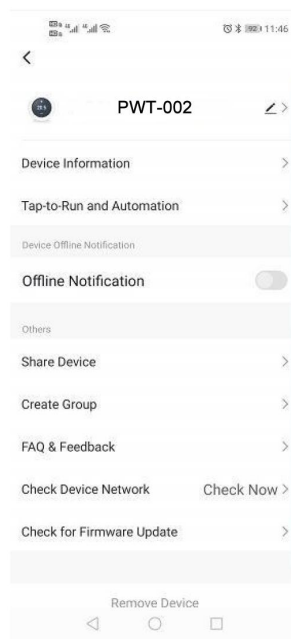 11:46
PWT-002
Device Information
Tap-to-Run and Automation
Device Offline Notification
Offline Notification
Others
Share Device
Create Group
FAQ & Feedback
Check Device Network Check Now
Check for Firmware Update
Remove Device